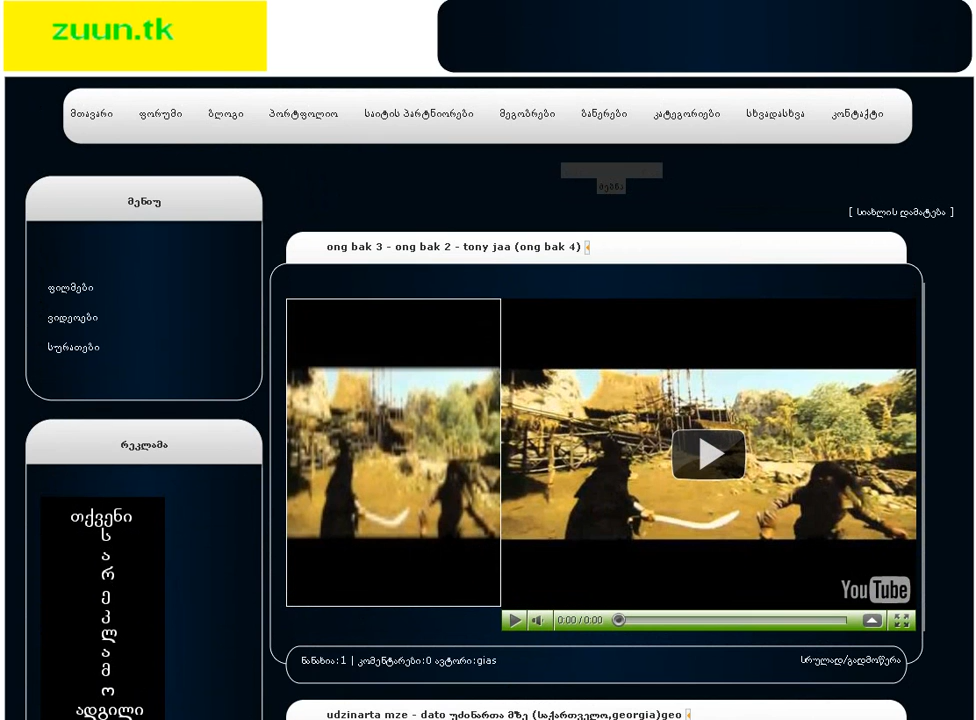 zuun.tk
მთავარი ფორუმი ბლოგი პორტფოლიო საიტის პარტნიორები მეგობრები ბანერები კატეგორიები სხვადასხვა კონტაქტი
ძებნა
[ სიახლის დამატება ]
მენიუ
ფილმები
ვიდეოები
სურათები
რეკლამა
თქვენი
ს
ა
რ
ე
კ
ლ
ა
მ
ო
ადგილი
ong bak 3 - ong bak 2 - tony jaa (ong bak 4)
YouTube
0:00 / 0:00
ნანახია:1 | კომენტარები:0 ავტორი:gias
სრულად/გადმოწერა
udzinarta mze - dato უძინართა მზე (საქართველო,georgia)geo